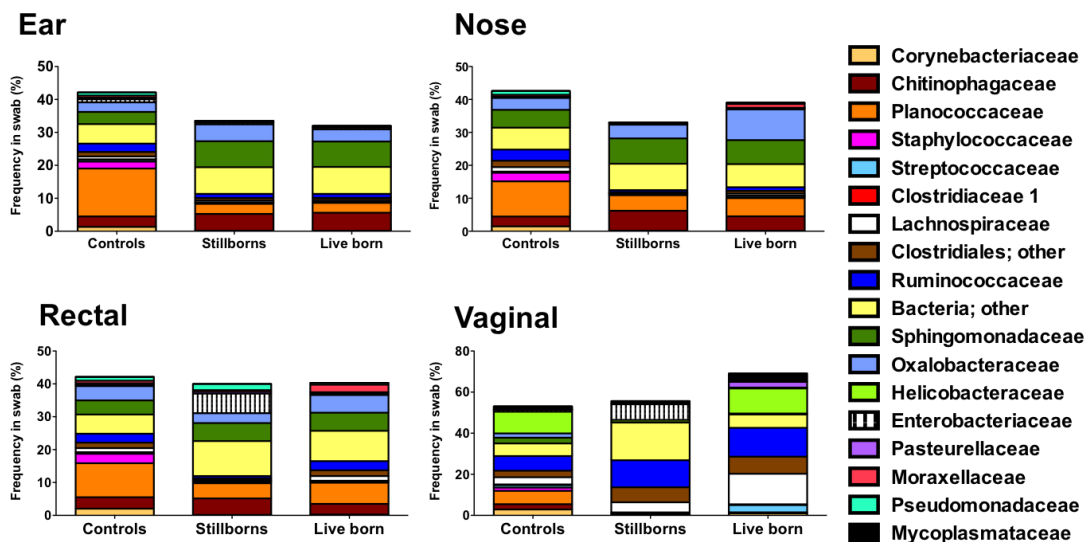 Ear
Frequency in swab (%)
50
40
30
20
10
0
Controls
Stillborns
Live born
Nose
Frequency in swab (%)
50
40
30
20
10
0
Controls
Stillborns
Live born
Rectal
Frequency in swab (%)
50
40
30
20
10
0
Controls
Stillborns
Live born
Vaginal
Frequency in swab (%)
80
60
40
20
0
Controls
Stillborns
Live born
Corynebacteriaceae
Chitinophagaceae
Planococcaceae
Staphylococcaceae
Streptococcaceae
Clostridiaceae 1
Lachnospiraceae
Clostridiales; other
Ruminococcaceae
Bacteria; other
Sphingomonadaceae
Oxalobacteraceae
Helicobacteraceae
Enterobacteriaceae
Pasteurellaceae
Moraxellaceae
Pseudomonadaceae
Mycoplasmataceae